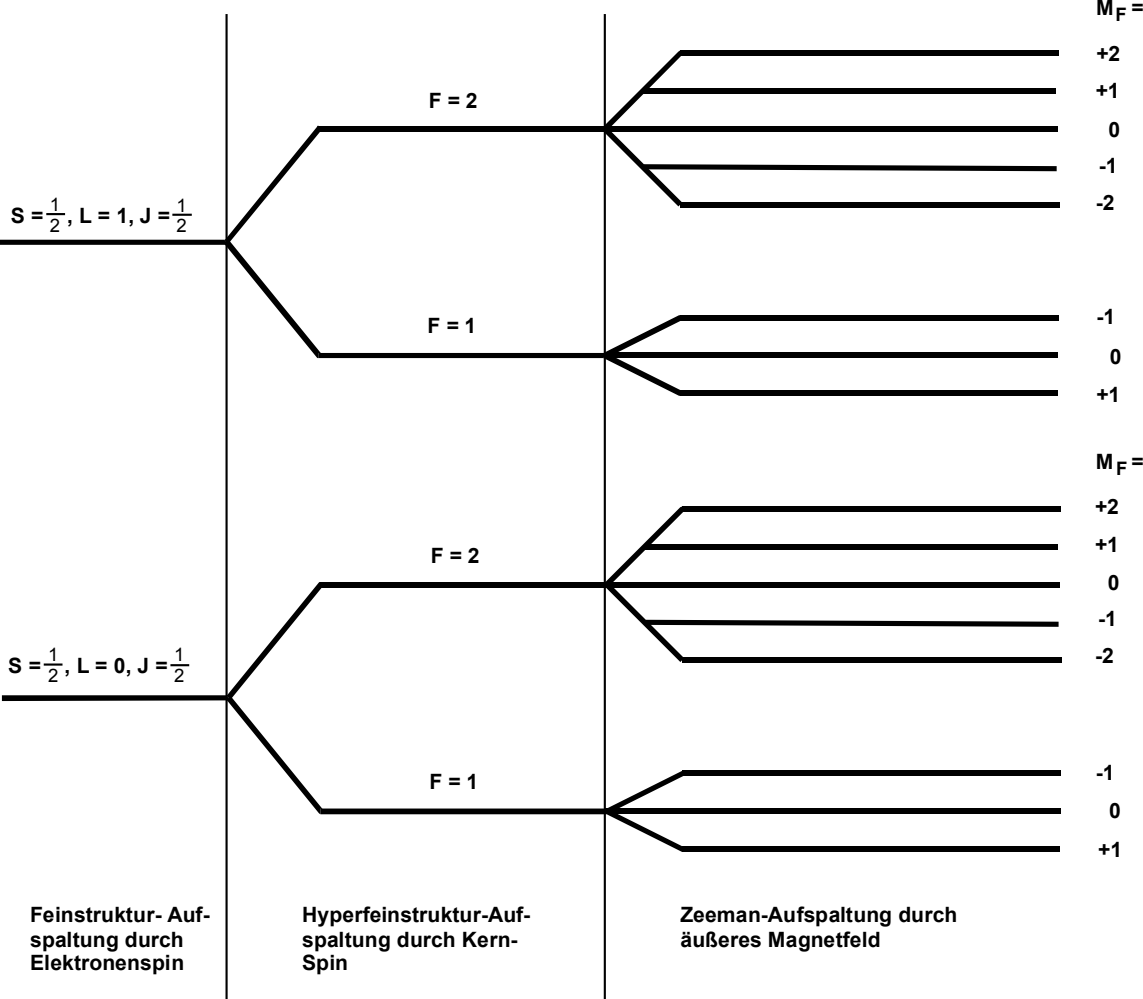 M F =
+2
F = 2
+1
0
-1
S = 1/2, L = 1, J = 1/2
-2
-1
F = 1
0
+1
M F =
+2
+1
F = 2
0
-1
S = 1/2, L = 0, J = 1/2
-2
-1
F = 1
0
+1
Feinstruktur- Auf-
spaltung durch
Elektronenspin
Hyperfeinstruktur-Auf-
spaltung durch Kern-
Spin
Zeeman-Aufspaltung durch
äußeres Magnetfeld